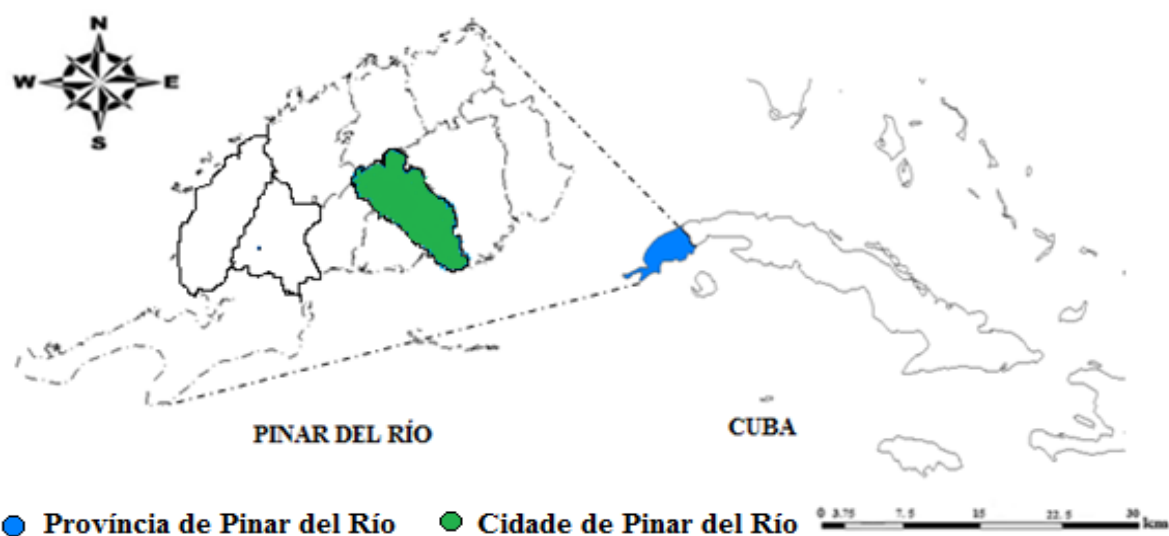 N
W E
S
PINAR DEL RÍO
CUBA
Província de Pinar del Río
Cidade de Pinar del Río
0 3.75 7.5 15 22.5 30 km